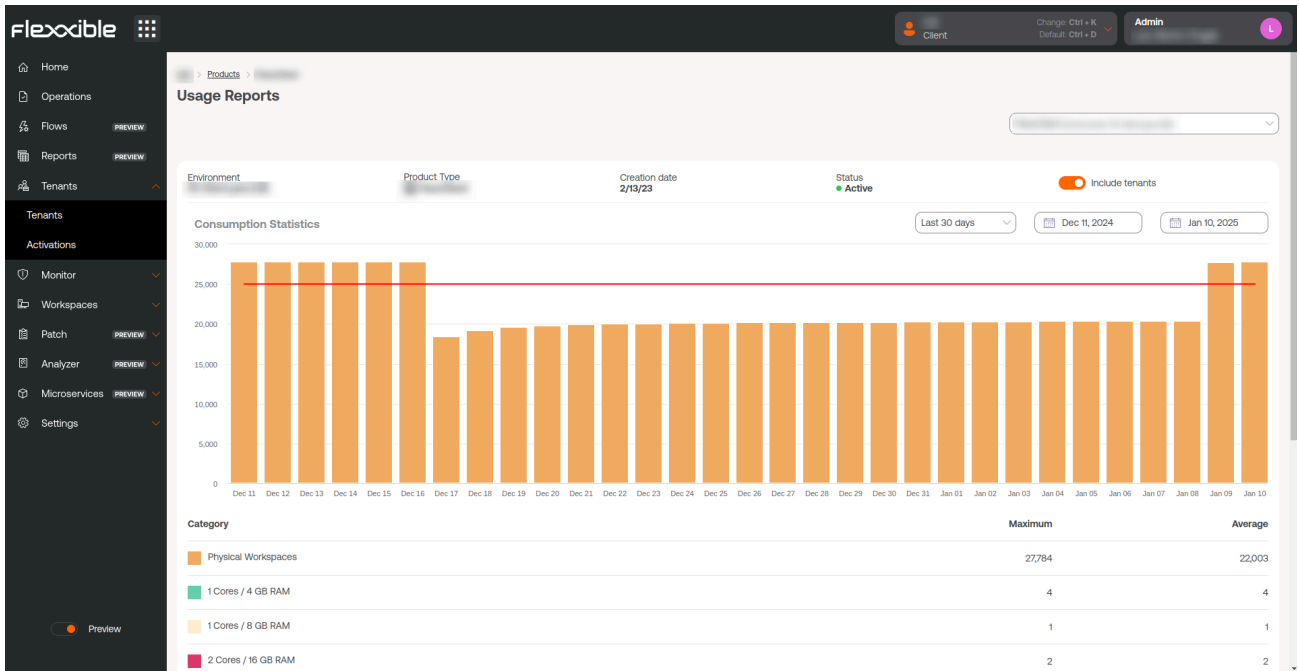 Flexxible
Client
Change: Ctrl + K
Default: Ctrl + D
Admin
L
Home
Operations
Flows PREVIEW
Reports PREVIEW
Tenants
Tenants
Activations
Monitor
Workspaces
Patch PREVIEW
Analyzer PREVIEW
Microservices PREVIEW
Settings
Preview
> Products >
Usage Reports
Environment
Product Type
Creation date
2/13/23
Status
Active
Include tenants
Consumption Statistics
Last 30 days
Dec 11, 2024
Jan 10, 2025
30,000
25,000
20,000
15,000
10,000
5,000
0
Dec 11 Dec 12 Dec 13 Dec 14 Dec 15 Dec 16 Dec 17 Dec 18 Dec 19 Dec 20 Dec 21 Dec 22 Dec 23 Dec 24 Dec 25 Dec 26 Dec 27 Dec 28 Dec 29 Dec 30 Dec 31 Jan 01 Jan 02 Jan 03 Jan 04 Jan 05 Jan 06 Jan 07 Jan 08 Jan 09 Jan 10
Category Maximum Average
Physical Workspaces 27,784 22,003
1 Cores / 4 GB RAM 4 4
1 Cores / 8 GB RAM 1 1
2 Cores / 16 GB RAM 2 2